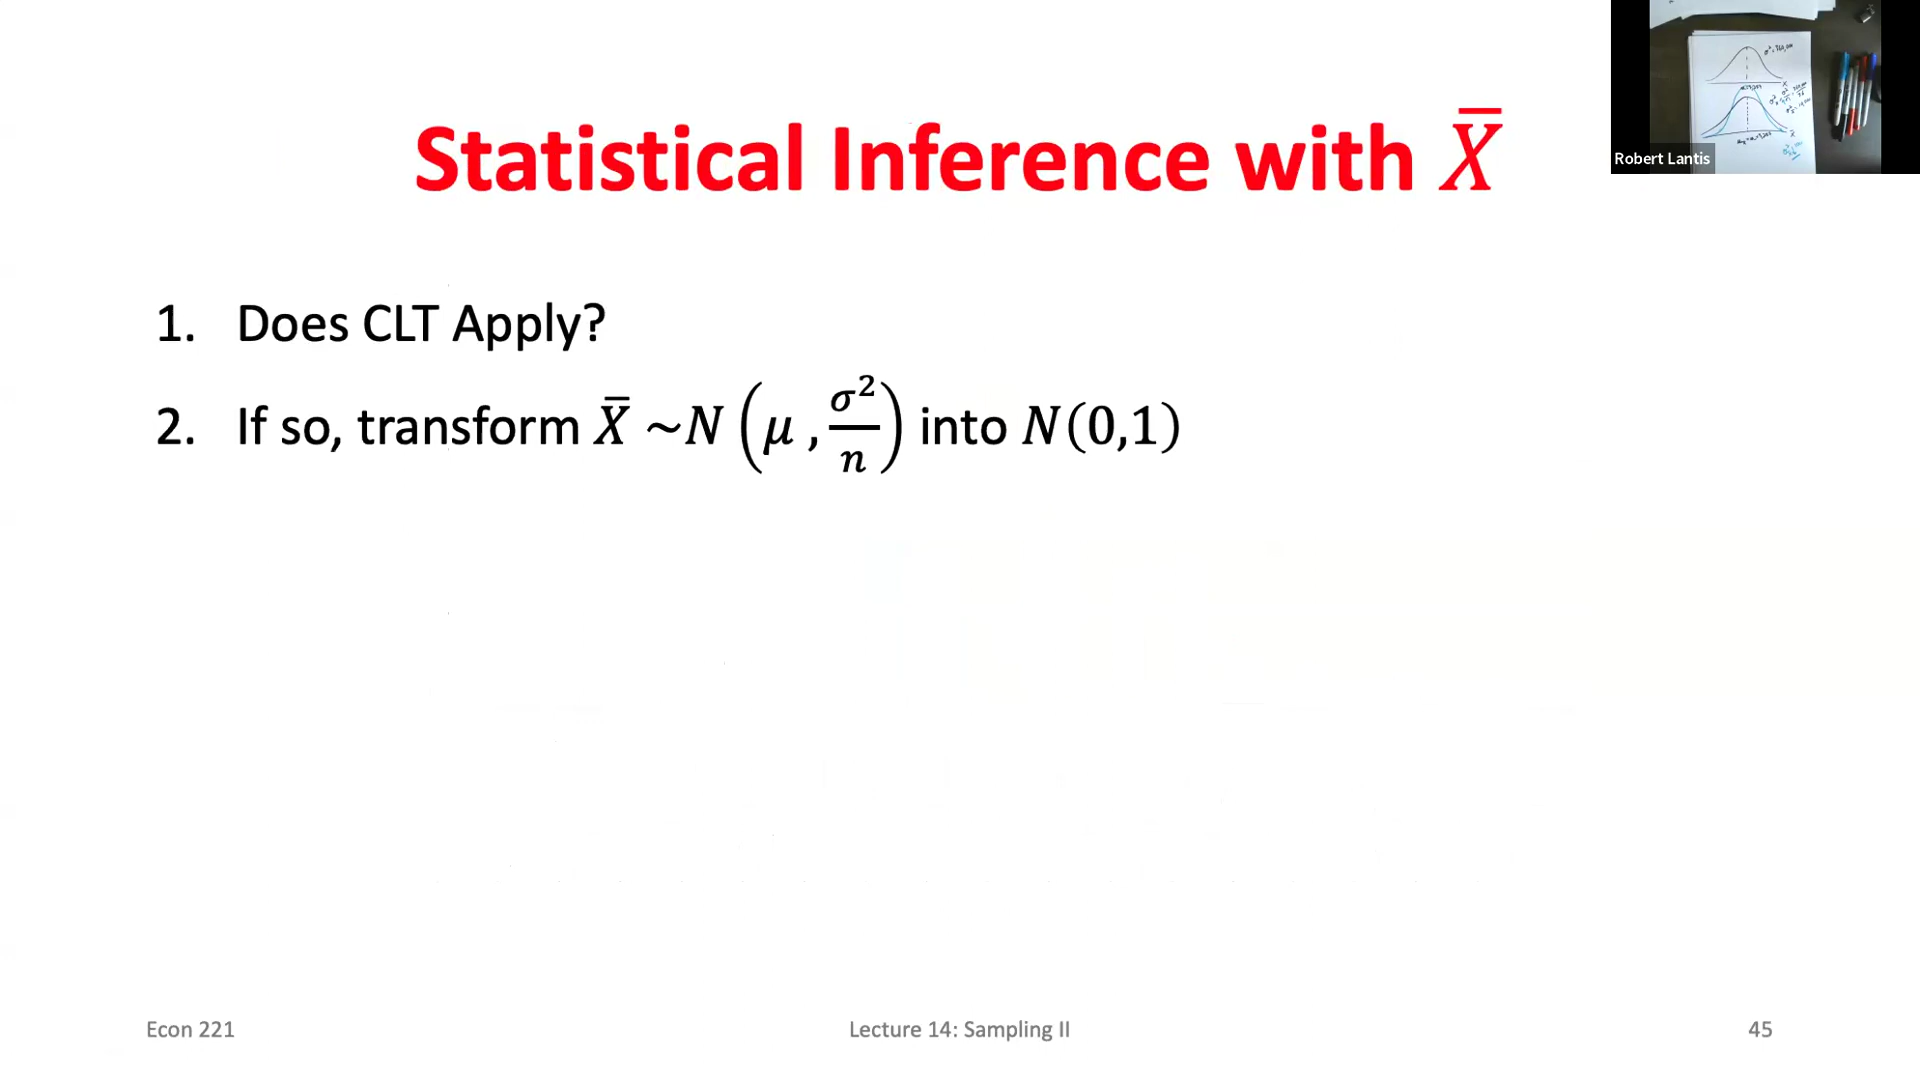 Statistical Inference with X̄
Robert Lantis
1. Does CLT Apply?
2. If so, transform X̄ ~N(μ, σ²/n) into N(0,1)
Econ 221
Lecture 14: Sampling II
45